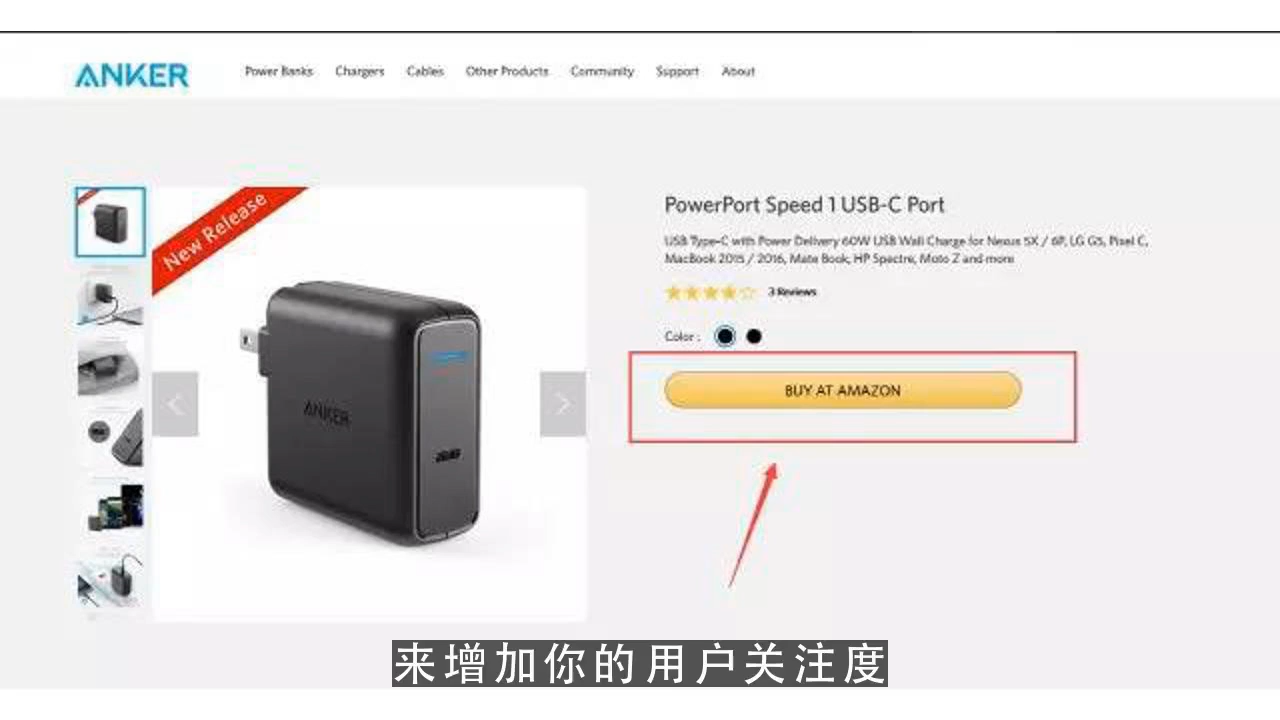 ANKER
Power Banks Chargers Cables Other Products Community Support About
New Release
ANKER
PowerPort Speed 1 USB-C Port
USB Type-C with Power Delivery 60W USB Wall Charge for Nexus 5X / 6P, LG G5, Pixel C,
MacBook 2015 / 2016, Mate Book, HP Spectre, Moto Z and more
3 Reviews
Color :
BUY AT AMAZON
来增加你的用户关注度